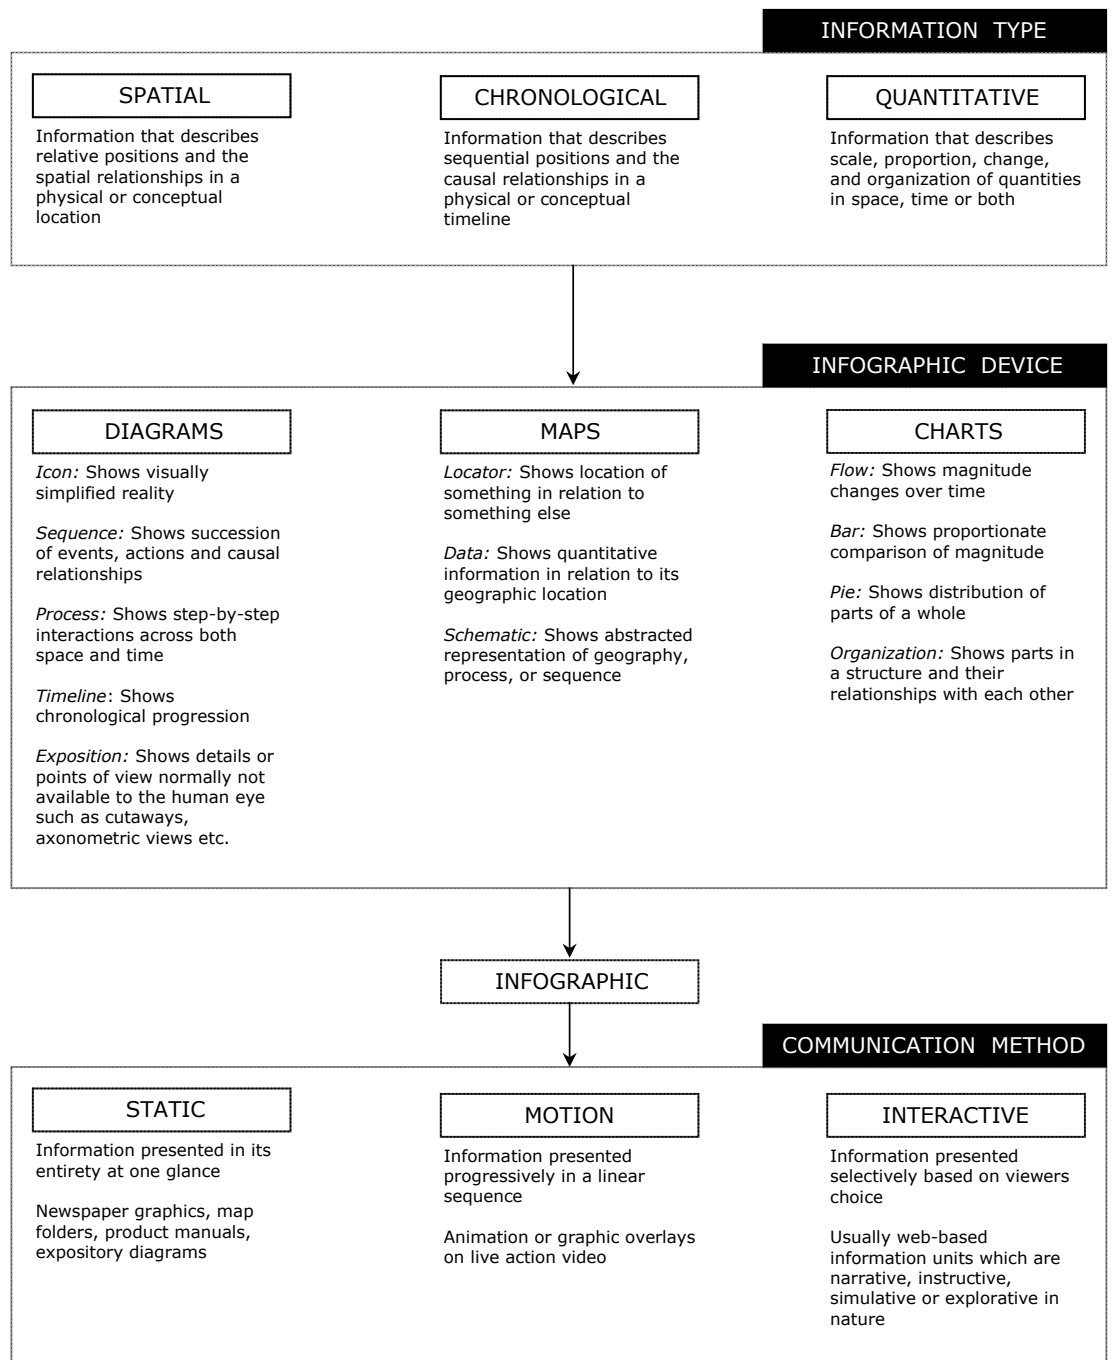 INFORMATION TYPE
SPATIAL
Information that describes
relative positions and the
spatial relationships in a
physical or conceptual
location
CHRONOLOGICAL
Information that describes
sequential positions and the
causal relationships in a
physical or conceptual
timeline
QUANTITATIVE
Information that describes
scale, proportion, change,
and organization of quantities
in space, time or both
INFOGRAPHIC DEVICE
DIAGRAMS
Icon: Shows visually
simplified reality
Sequence: Shows succession
of events, actions and causal
relationships
Process: Shows step-by-step
interactions across both
space and time
Timeline: Shows
chronological progression
Exposition: Shows details or
points of view normally not
available to the human eye
such as cutaways,
axonometric views etc.
MAPS
Locator: Shows location of
something in relation to
something else
Data: Shows quantitative
information in relation to its
geographic location
Schematic: Shows abstracted
representation of geography,
process, or sequence
CHARTS
Flow: Shows magnitude
changes over time
Bar: Shows proportionate
comparison of magnitude
Pie: Shows distribution of
parts of a whole
Organization: Shows parts in
a structure and their
relationships with each other
INFOGRAPHIC
COMMUNICATION METHOD
STATIC
Information presented in its
entirety at one glance
Newspaper graphics, map
folders, product manuals,
expository diagrams
MOTION
Information presented
progressively in a linear
sequence
Animation or graphic overlays
on live action video
INTERACTIVE
Information presented
selectively based on viewers
choice
Usually web-based
information units which are
narrative, instructive,
simulative or explorative in
nature